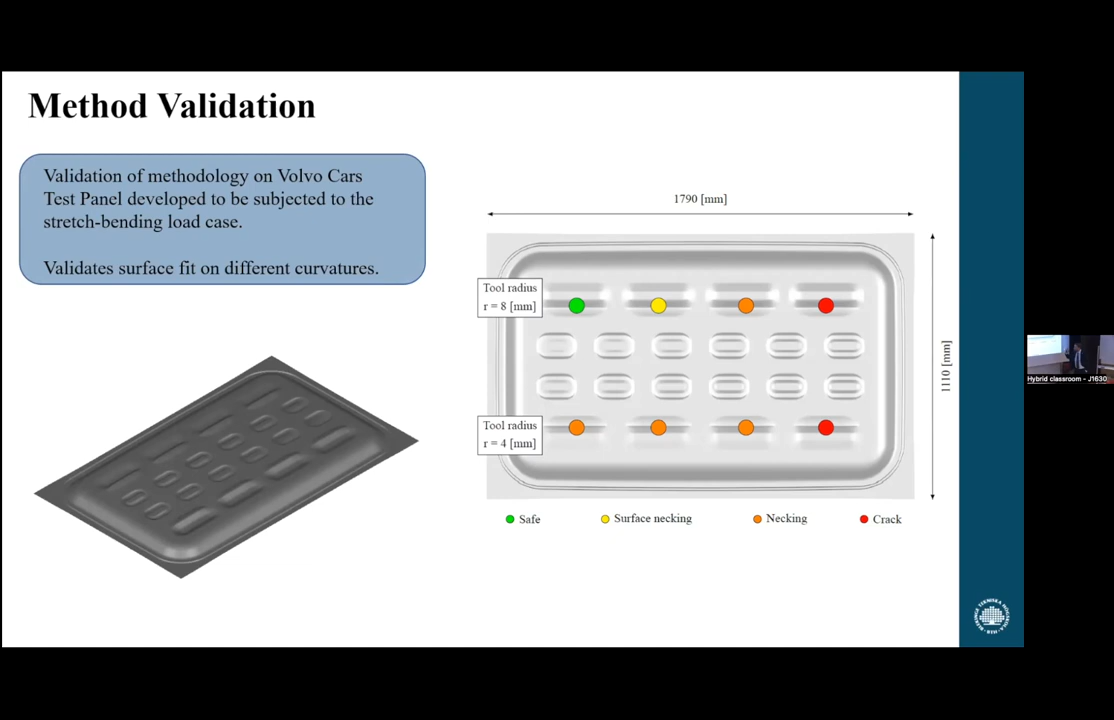 Method Validation
Validation of methodology on Volvo Cars
Test Panel developed to be subjected to the
stretch-bending load case.
Validates surface fit on different curvatures.
1790 [mm]
Tool radius
r = 8 [mm]
1110 [mm]
Tool radius
r = 4 [mm]
Safe
Surface necking
Necking
Crack
Hybrid classroom - J1630